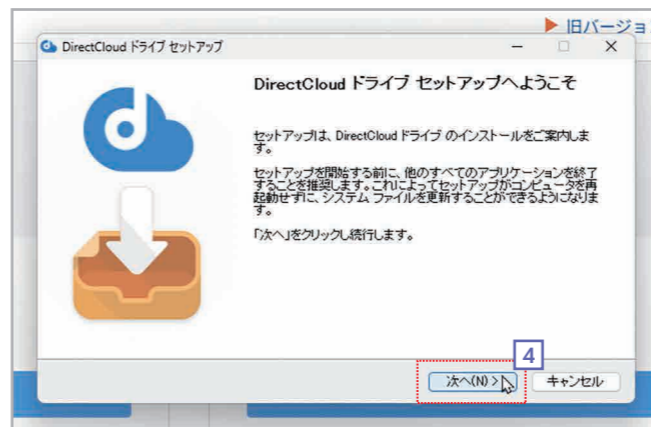 ▶ 旧バージョ
DirectCloud ドライブ セットアップ
DirectCloud ドライブ セットアップへようこそ
セットアップは、DirectCloud ドライブ のインストールをご案内しま
す。
セットアップを開始する前に、他のすべてのアプリケーションを終了
することを推奨します。これによってセットアップがコンピュータを再
起動せずに、システム ファイルを更新することができるようになりま
す。
「次へ」をクリックし続行します。
4
次へ(N) >
キャンセル